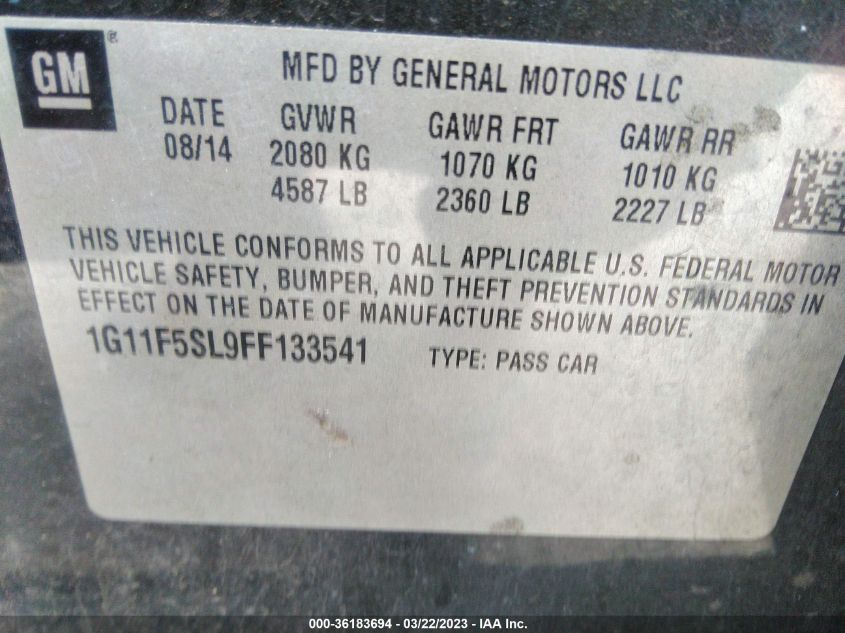 GM®
MFD BY GENERAL MOTORS LLC
DATE GVWR GAWR FRT GAWR RR
08/14 2080 KG 1070 KG 1010 KG
4587 LB 2360 LB 2227 LB
THIS VEHICLE CONFORMS TO ALL APPLICABLE U.S. FEDERAL MOTOR
VEHICLE SAFETY, BUMPER, AND THEFT PREVENTION STANDARDS IN
EFFECT ON THE DATE OF MANUFACTURE SHOWN ABOVE.
1G11F5SL9FF133541 TYPE: PASS CAR
000-36183694 — 03/22/2023 — IAA Inc.